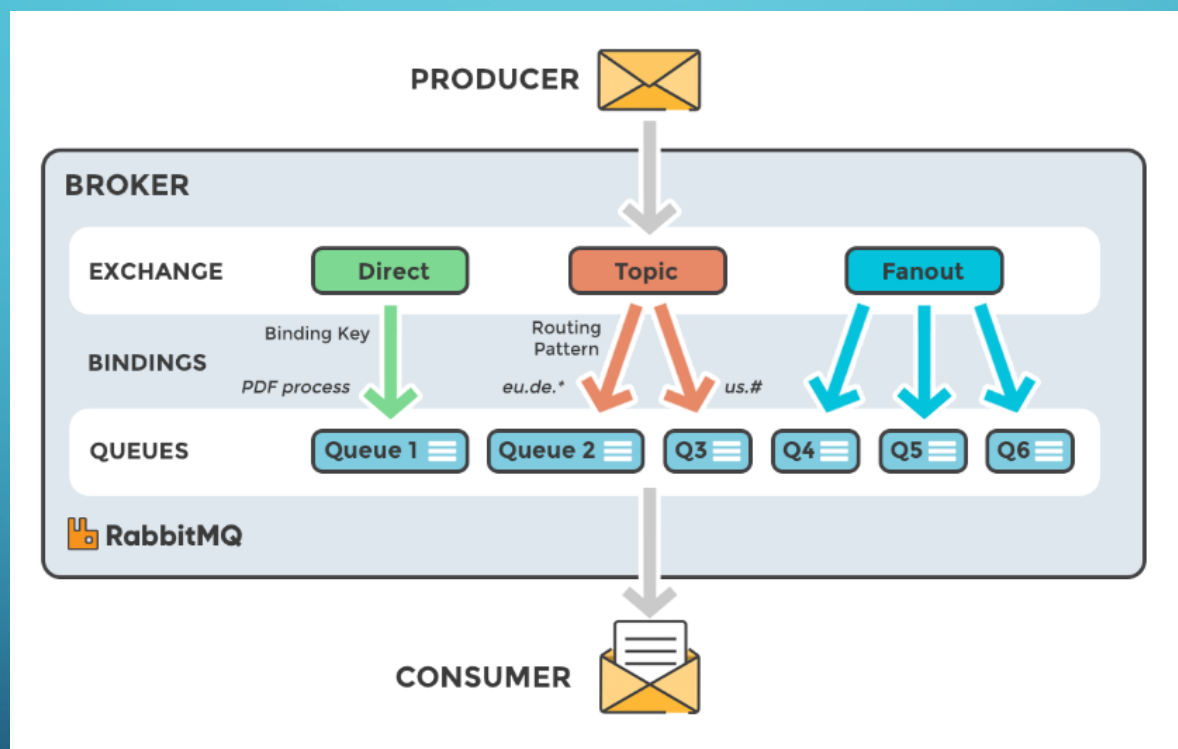 PRODUCER
BROKER
EXCHANGE Direct Topic Fanout
Binding Key
Routing
Pattern
BINDINGS
PDF process eu.de.* us.#
QUEUES Queue 1 Queue 2 Q3 Q4 Q5 Q6
RabbitMQ
CONSUMER